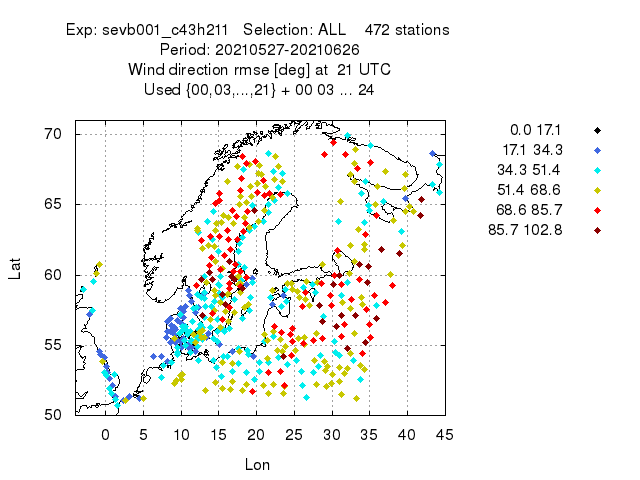 Exp: sevb001_c43h211   Selection: ALL    472 stations
Period: 20210527-20210626
Wind direction rmse [deg] at  21 UTC
Used {00,03,...,21} + 00 03 ... 24
70
65
60
55
50
Lat
0 5 10 15 20 25 30 35 40 45
Lon
0.0 17.1
17.1 34.3
34.3 51.4
51.4 68.6
68.6 85.7
85.7 102.8